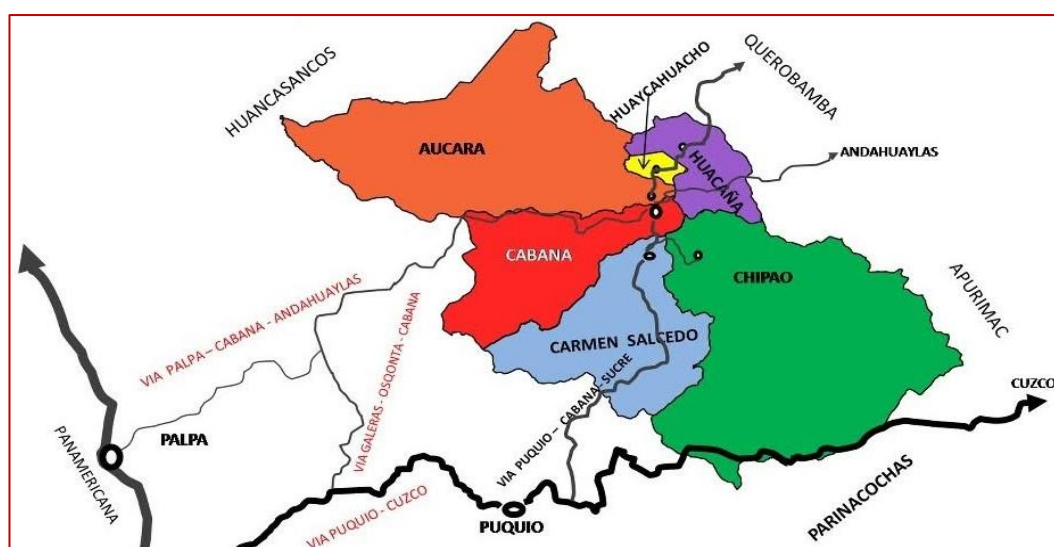 HUANCASANCOS
HUAYCAHUACHO
QUEROBAMBA
AUCARA
ANDAHUAYLAS
HUACAÑA
CABANA
CHIPAO
APURIMAC
VIA PALPA – CABANA - ANDAHUAYLAS
CARMEN SALCEDO
VIA GALERAS - OSQONTA - CABANA
VIA PUQUIO – CABANA- SUCRE
CUZCO
PALPA
PANAMERICANA
VIA PUQUIO - CUZCO
PUQUIO
PARINACOCHAS